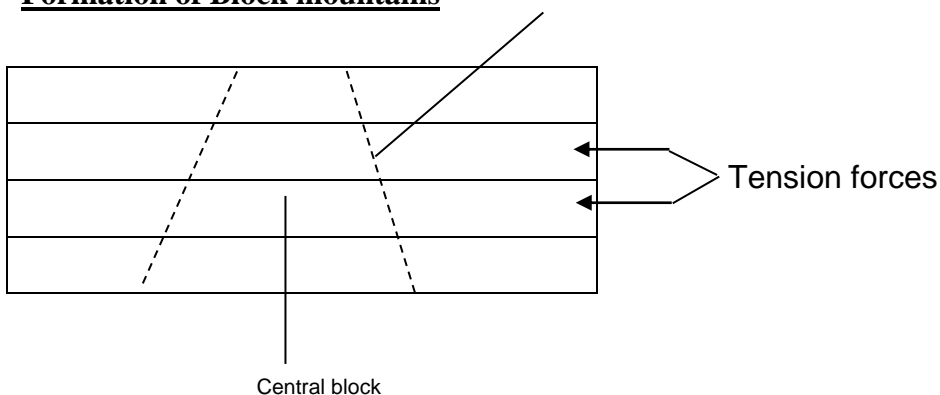 Formation of Block mountains
Tension forces
Central block